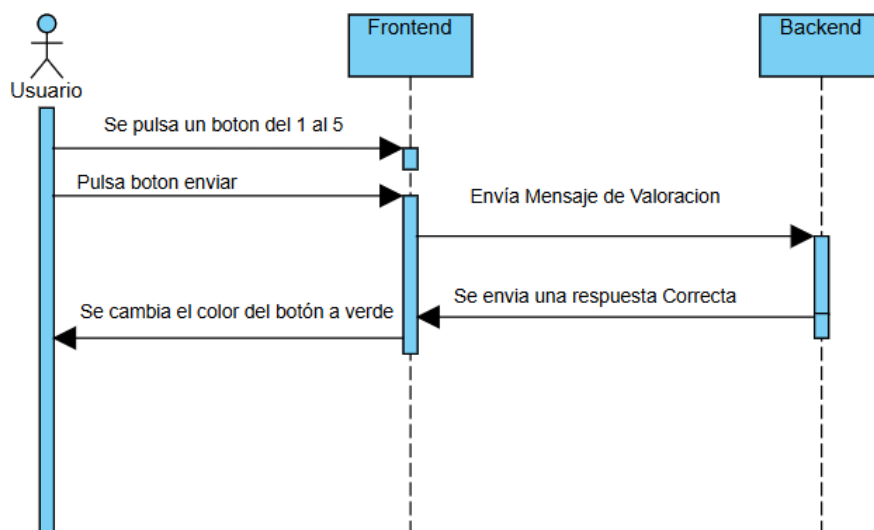 Frontend
Backend
Usuario
Se pulsa un boton del 1 al 5
Pulsa boton enviar
Envía Mensaje de Valoracion
Se envia una respuesta Correcta
Se cambia el color del botón a verde